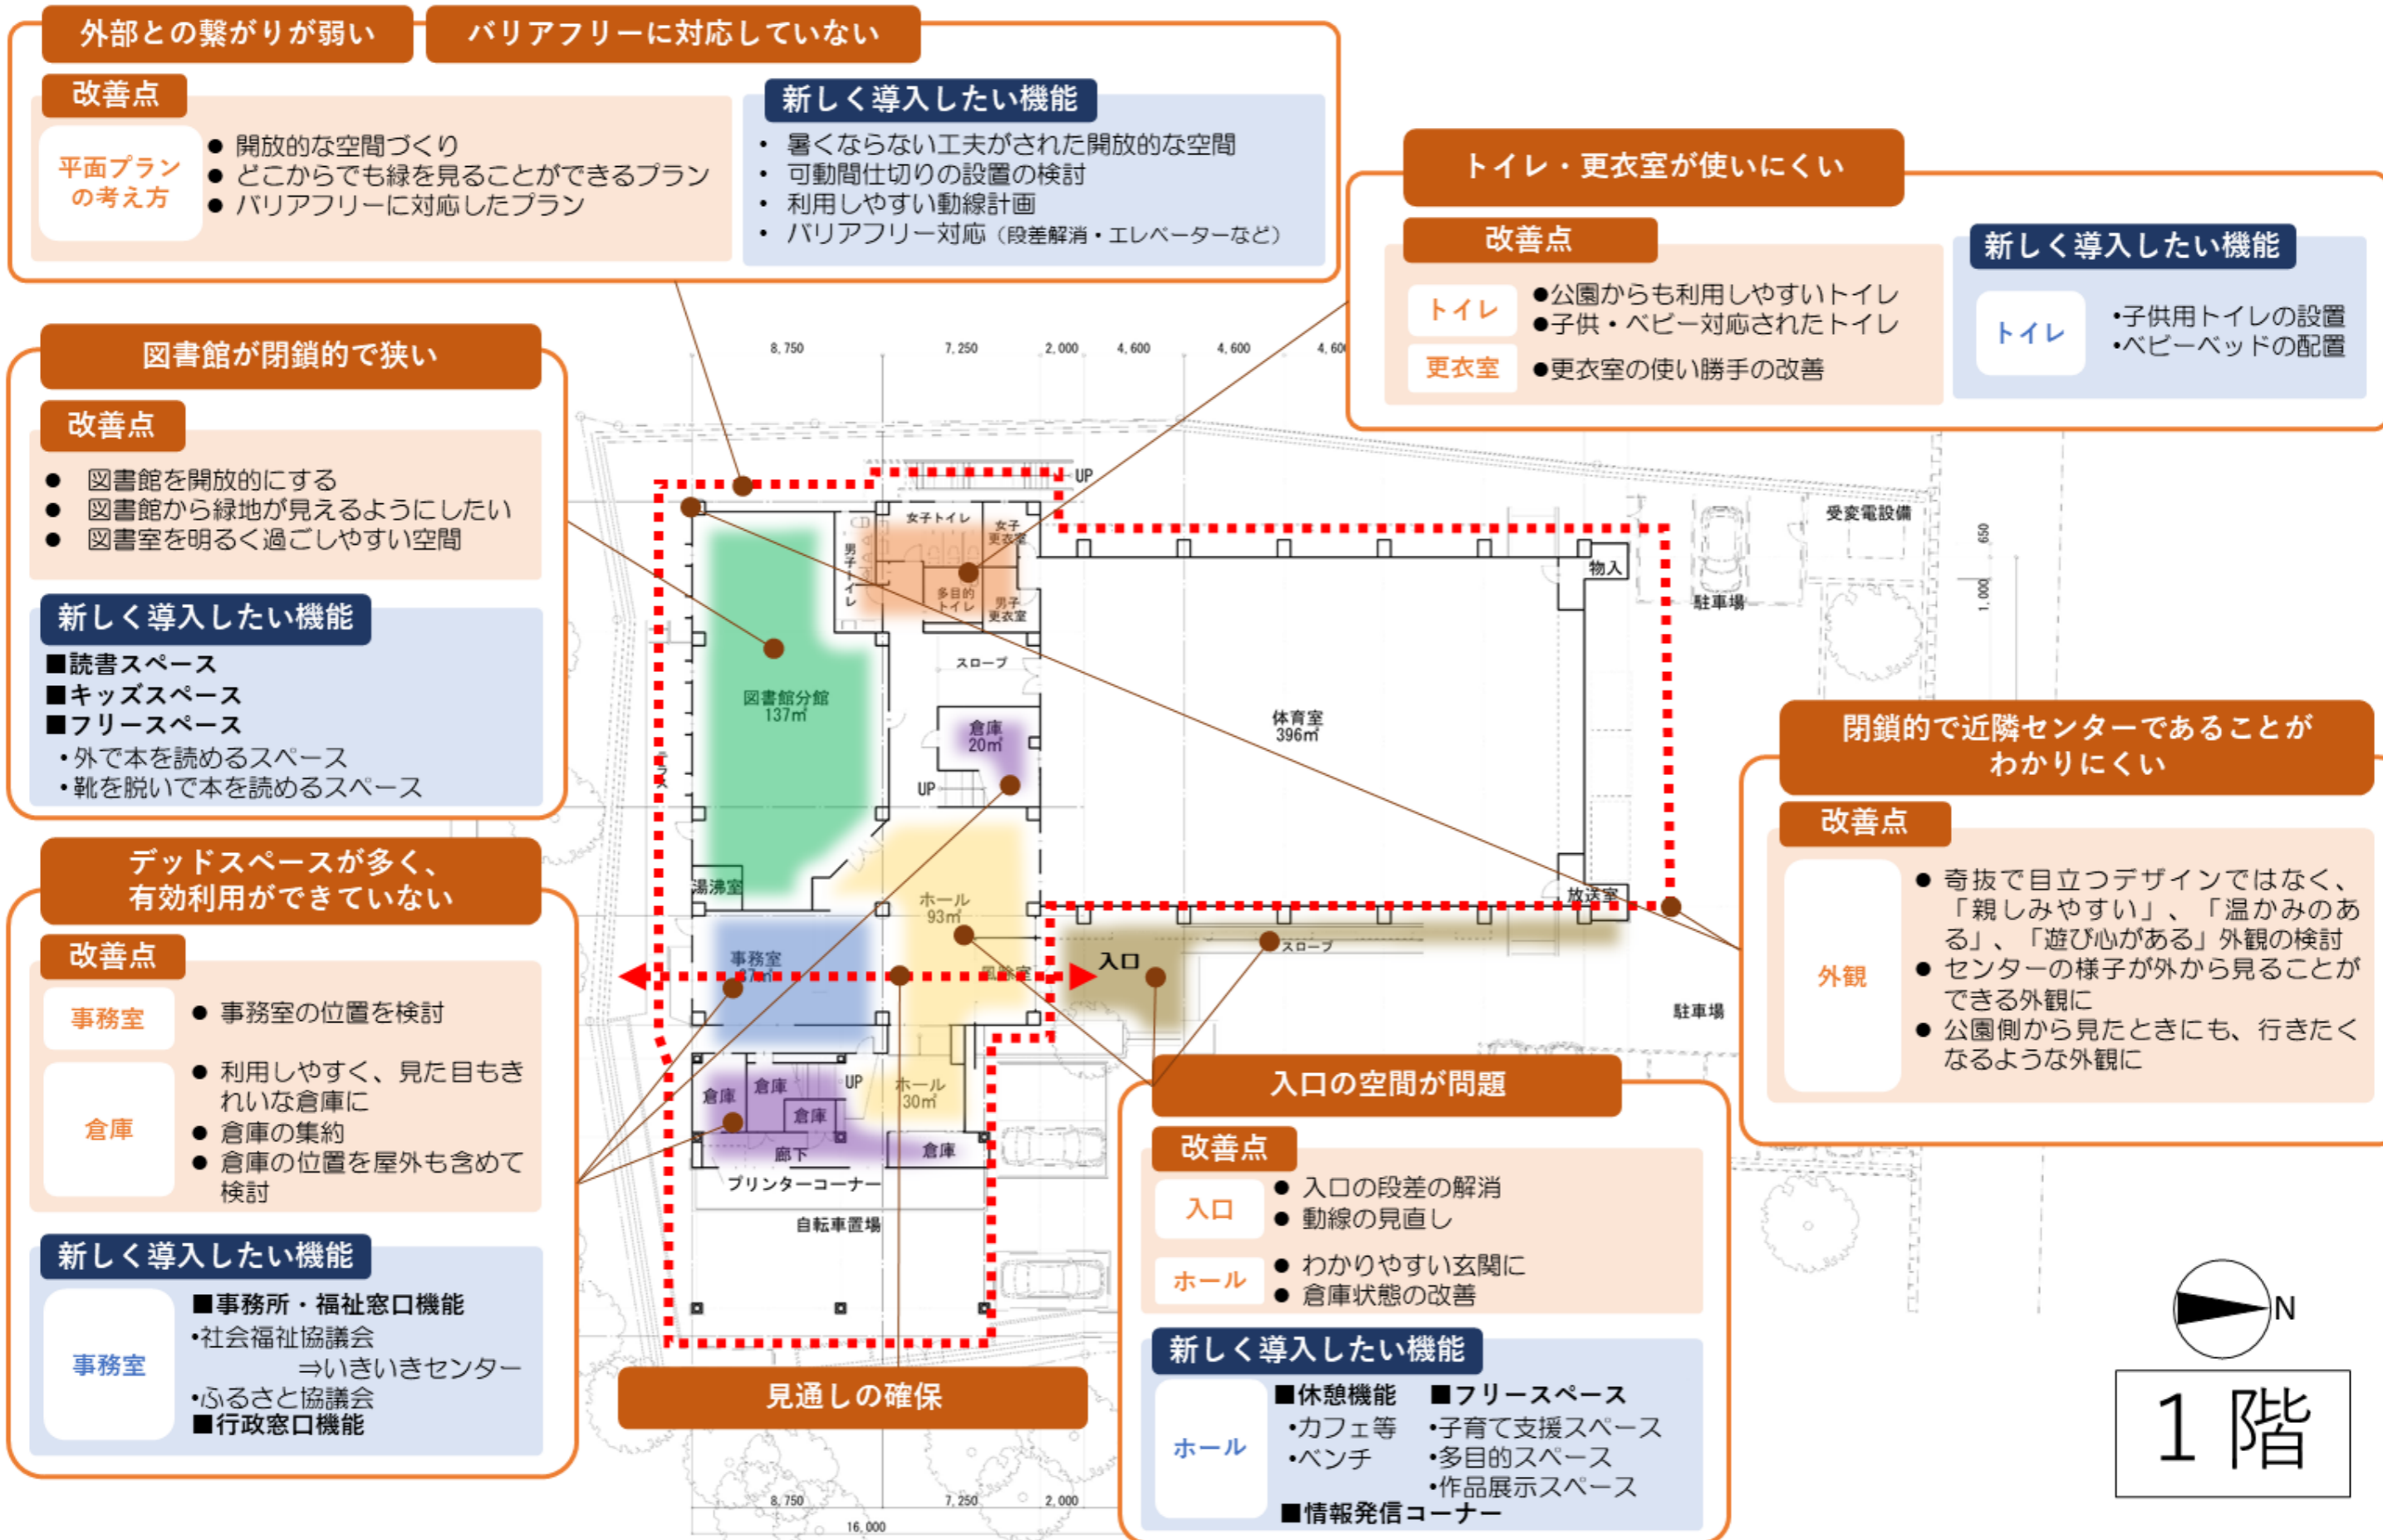 外部との繋がりが弱い
バリアフリーに対応していない
改善点
平面プラン
の考え方
● 開放的な空間づくり
● どこからでも緑を見ることができるプラン
● バリアフリーに対応したプラン
新しく導入したい機能
・ 暑くならない工夫がされた開放的な空間
・ 可動間仕切りの設置の検討
・ 利用しやすい動線計画
・ バリアフリー対応（段差解消・エレベーターなど）
トイレ・更衣室が使いにくい
改善点
トイレ
●公園からも利用しやすいトイレ
●子供・ベビー対応されたトイレ
更衣室
●更衣室の使い勝手の改善
新しく導入したい機能
トイレ
・子供用トイレの設置
・ベビーベッドの配置
図書館が閉鎖的で狭い
改善点
● 図書館を開放的にする
● 図書館から緑地が見えるようにしたい
● 図書室を明るく過ごしやすい空間
新しく導入したい機能
■読書スペース
■キッズスペース
■フリースペース
・外で本を読めるスペース
・靴を脱いで本を読めるスペース
デッドスペースが多く、
有効利用ができていない
改善点
事務室
● 事務室の位置を検討
倉庫
● 利用しやすく、見た目もき
れいな倉庫に
● 倉庫の集約
● 倉庫の位置を屋外も含めて
検討
新しく導入したい機能
事務室
■事務所・福祉窓口機能
・社会福祉協議会
⇒いきいきセンター
・ふるさと協議会
■行政窓口機能
8,750
7,250
2,000
4,600
4,600
UP
女子トイレ
女子
更衣室
男子トイレ
多目的
トイレ
男子
更衣室
スロープ
図書館分館
137㎡
倉庫
20㎡
UP
テラス
体育室
396㎡
物入
駐車場
受変電設備
650
1,000
湯沸室
ホール
93㎡
放送室
事務室
風除室
入口
スロープ
駐車場
倉庫
倉庫
UP
倉庫
ホール
30㎡
廊下
倉庫
プリンターコーナー
自転車置場
見通しの確保
8,750
7,250
2,000
16,000
閉鎖的で近隣センターであることが
わかりにくい
改善点
外観
● 奇抜で目立つデザインではなく、
「親しみやすい」、「温かみのあ
る」、「遊び心がある」外観の検討
● センターの様子が外から見ることが
できる外観に
● 公園側から見たときにも、行きたく
なるような外観に
入口の空間が問題
改善点
入口
● 入口の段差の解消
● 動線の見直し
ホール
● わかりやすい玄関に
● 倉庫状態の改善
新しく導入したい機能
ホール
■休憩機能
・カフェ等
・ベンチ
■フリースペース
・子育て支援スペース
・多目的スペース
・作品展示スペース
■情報発信コーナー
N
1階